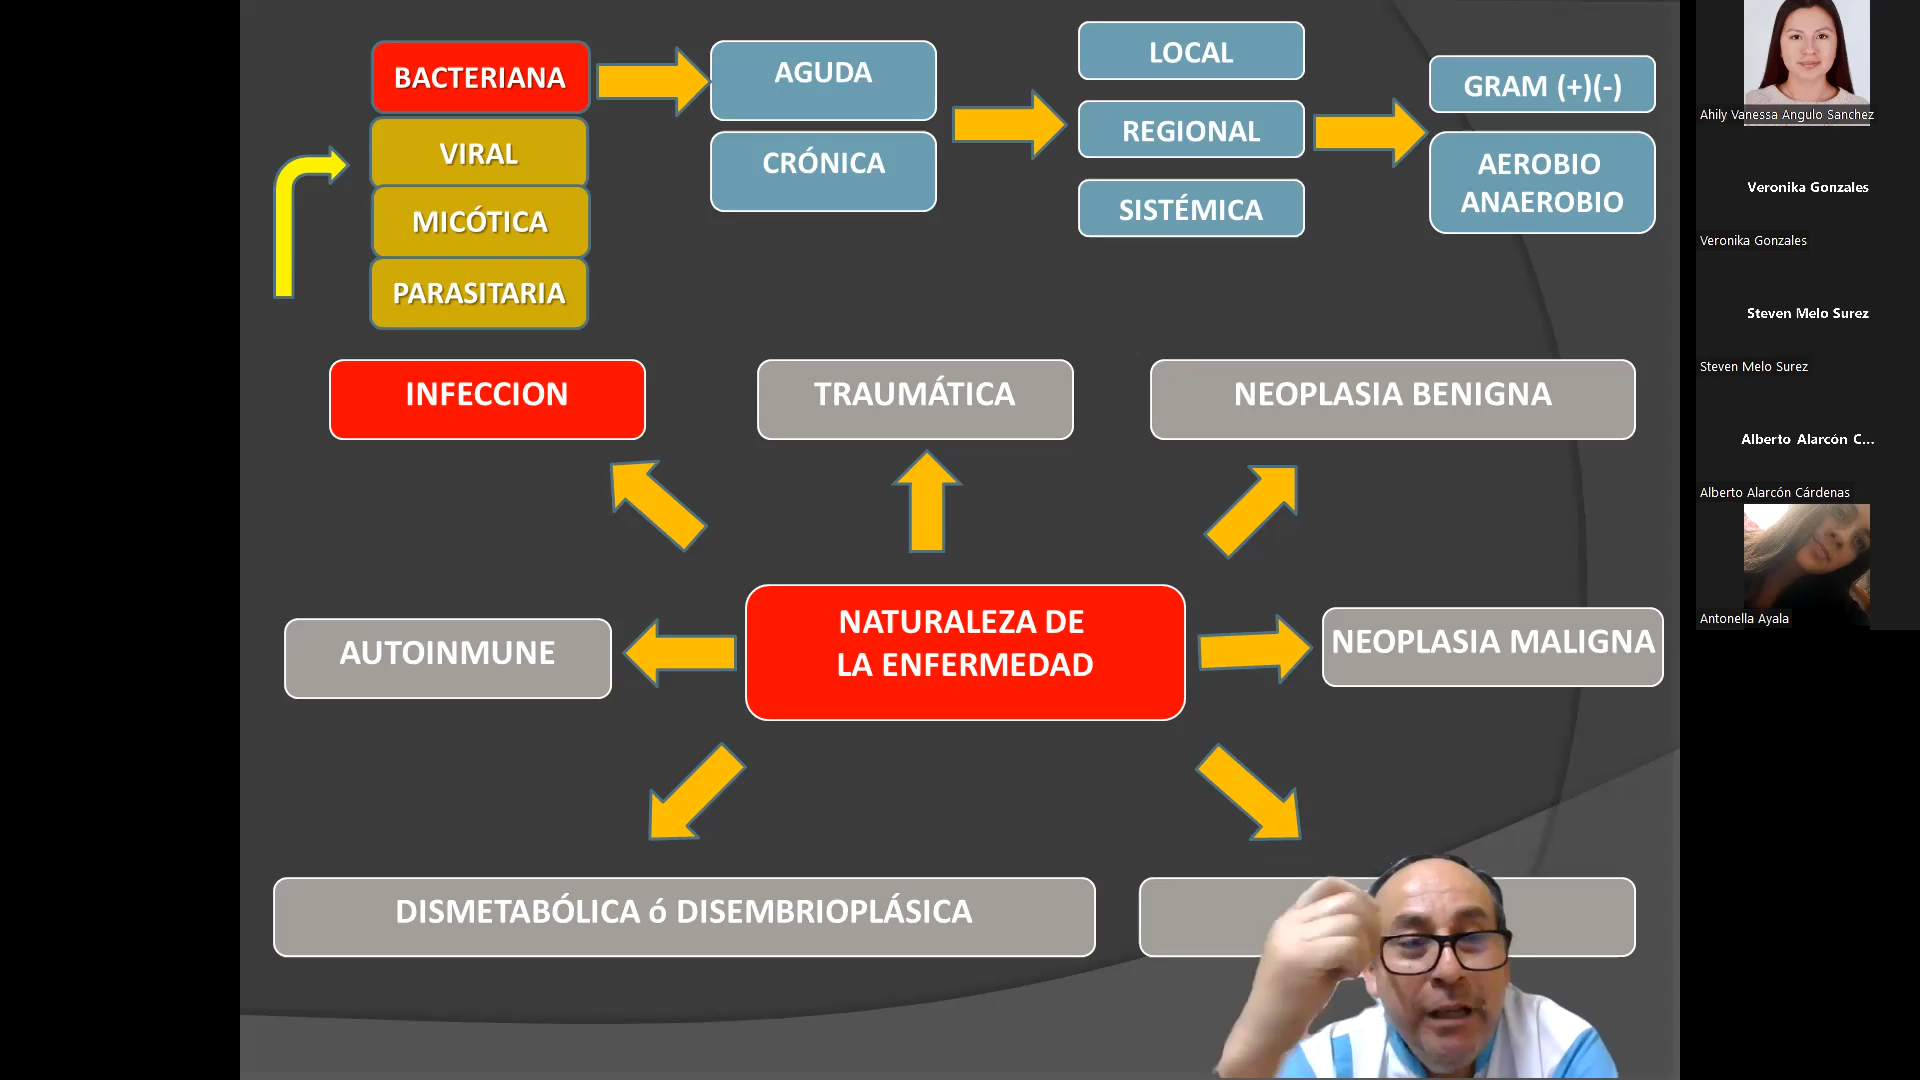 BACTERIANA
VIRAL
MICÓTICA
PARASITARIA
AGUDA
CRÓNICA
LOCAL
REGIONAL
SISTÉMICA
GRAM (+)(-)
AEROBIO
ANAEROBIO
INFECCION
TRAUMÁTICA
NEOPLASIA BENIGNA
AUTOINMUNE
NATURALEZA DE
LA ENFERMEDAD
NEOPLASIA MALIGNA
DISMETABÓLICA ó DISEMBRIOPLÁSICA
Ahily Vanessa Angulo Sanchez
Veronika Gonzales
Veronika Gonzales
Steven Melo Surez
Steven Melo Surez
Alberto Alarcón C...
Alberto Alarcón Cárdenas
Antonella Ayala